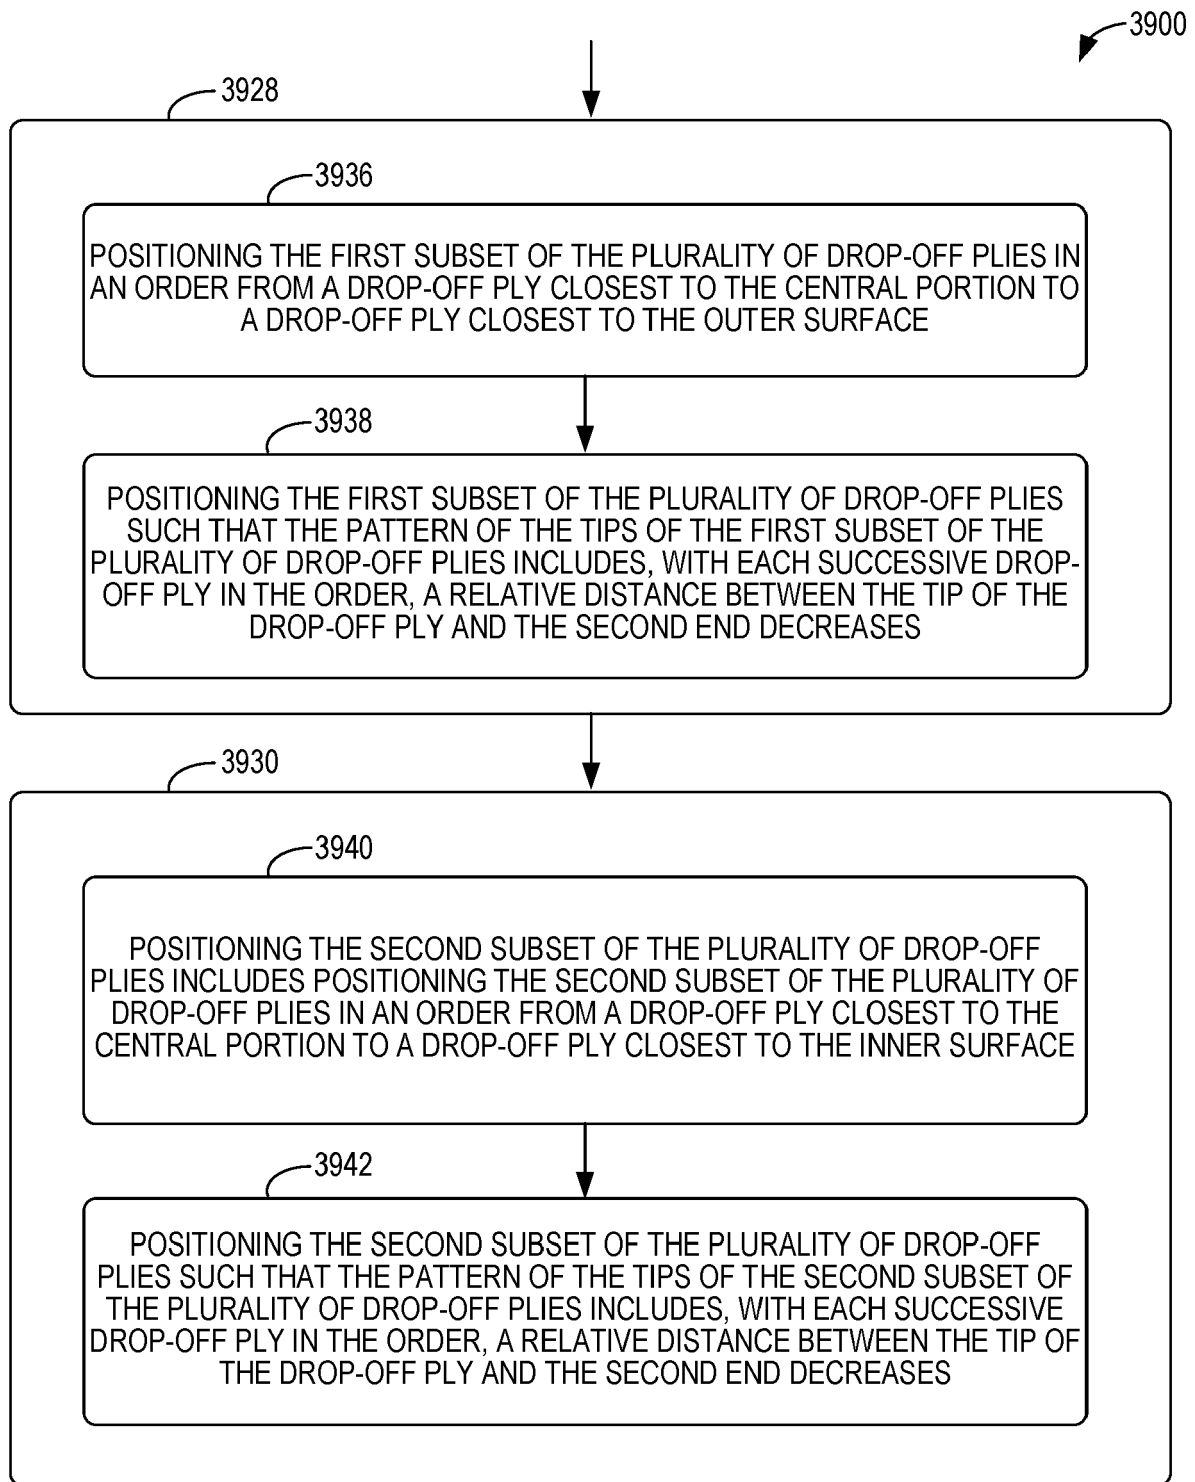 3900
3928
3936
POSITIONING THE FIRST SUBSET OF THE PLURALITY OF DROP-OFF PLIES IN
AN ORDER FROM A DROP-OFF PLY CLOSEST TO THE CENTRAL PORTION TO
A DROP-OFF PLY CLOSEST TO THE OUTER SURFACE
3938
POSITIONING THE FIRST SUBSET OF THE PLURALITY OF DROP-OFF PLIES
SUCH THAT THE PATTERN OF THE TIPS OF THE FIRST SUBSET OF THE
PLURALITY OF DROP-OFF PLIES INCLUDES, WITH EACH SUCCESSIVE DROP-
OFF PLY IN THE ORDER, A RELATIVE DISTANCE BETWEEN THE TIP OF THE
DROP-OFF PLY AND THE SECOND END DECREASES
3930
3940
POSITIONING THE SECOND SUBSET OF THE PLURALITY OF DROP-OFF
PLIES INCLUDES POSITIONING THE SECOND SUBSET OF THE PLURALITY OF
DROP-OFF PLIES IN AN ORDER FROM A DROP-OFF PLY CLOSEST TO THE
CENTRAL PORTION TO A DROP-OFF PLY CLOSEST TO THE INNER SURFACE
3942
POSITIONING THE SECOND SUBSET OF THE PLURALITY OF DROP-OFF
PLIES SUCH THAT THE PATTERN OF THE TIPS OF THE SECOND SUBSET OF
THE PLURALITY OF DROP-OFF PLIES INCLUDES, WITH EACH SUCCESSIVE
DROP-OFF PLY IN THE ORDER, A RELATIVE DISTANCE BETWEEN THE TIP OF
THE DROP-OFF PLY AND THE SECOND END DECREASES